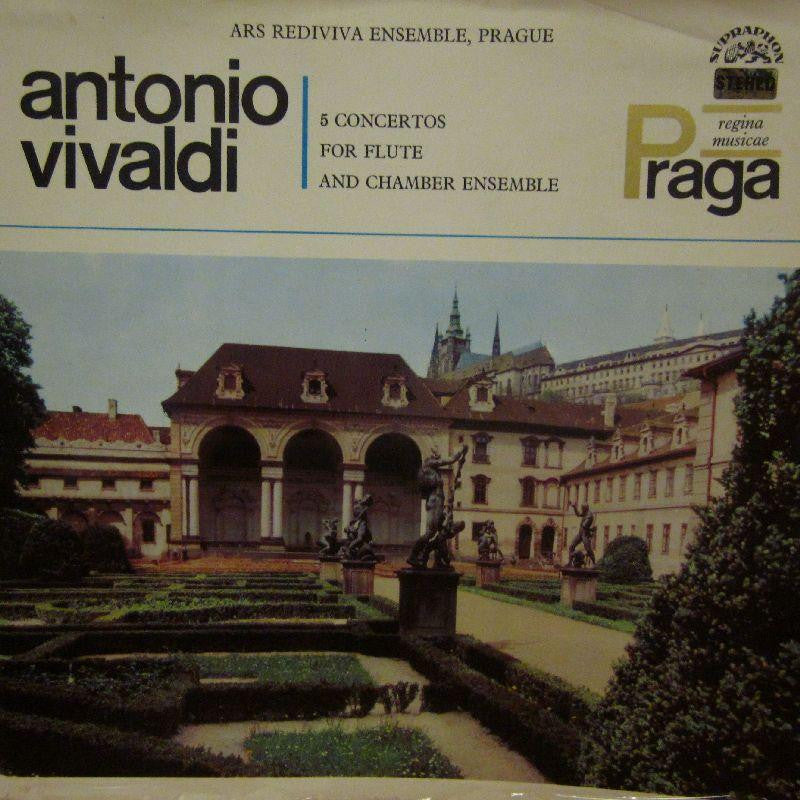 ARS REDIVIVA ENSEMBLE, PRAGUE
SUPRAPHON
STEREO
antonio
vivaldi
5 CONCERTOS
FOR FLUTE
AND CHAMBER ENSEMBLE
regina
musicae
Praga